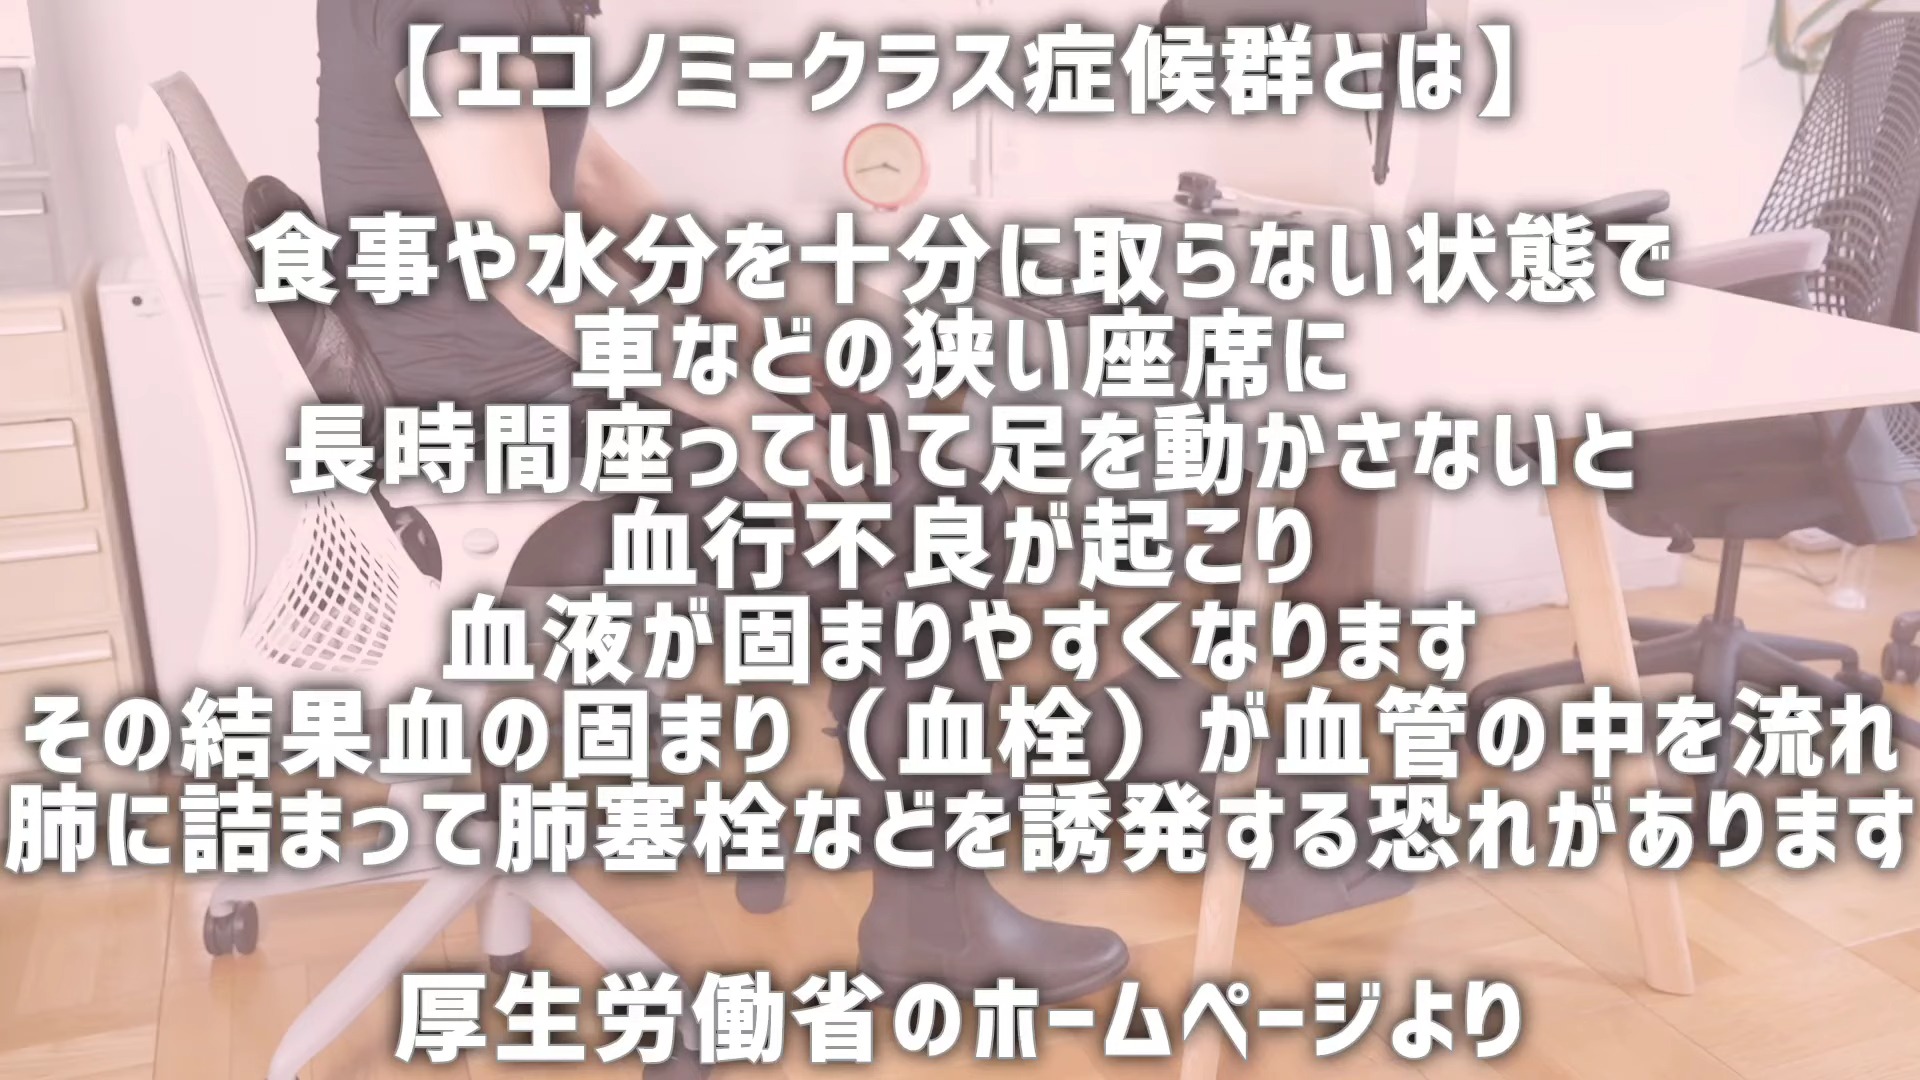 【エコノミークラス症候群とは】
食事や水分を十分に取らない状態で
車などの狭い座席に
長時間座っていて足を動かさないと
血行不良が起こり
血液が固まりやすくなります
その結果血の固まり（血栓）が血管の中を流れ
肺に詰まって肺塞栓などを誘発する恐れがあります
厚生労働省のホームページより